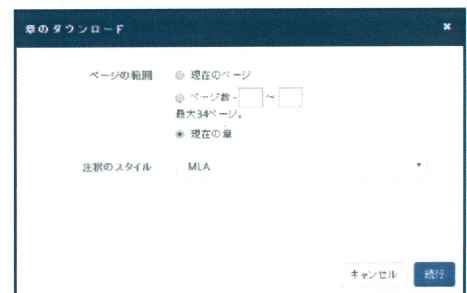 章のダウンロード ×
ページの範囲 現在のページ
ページ数 - ～
最大34ページ。
現在の章
注釈のスタイル MLA
キャンセル 続行